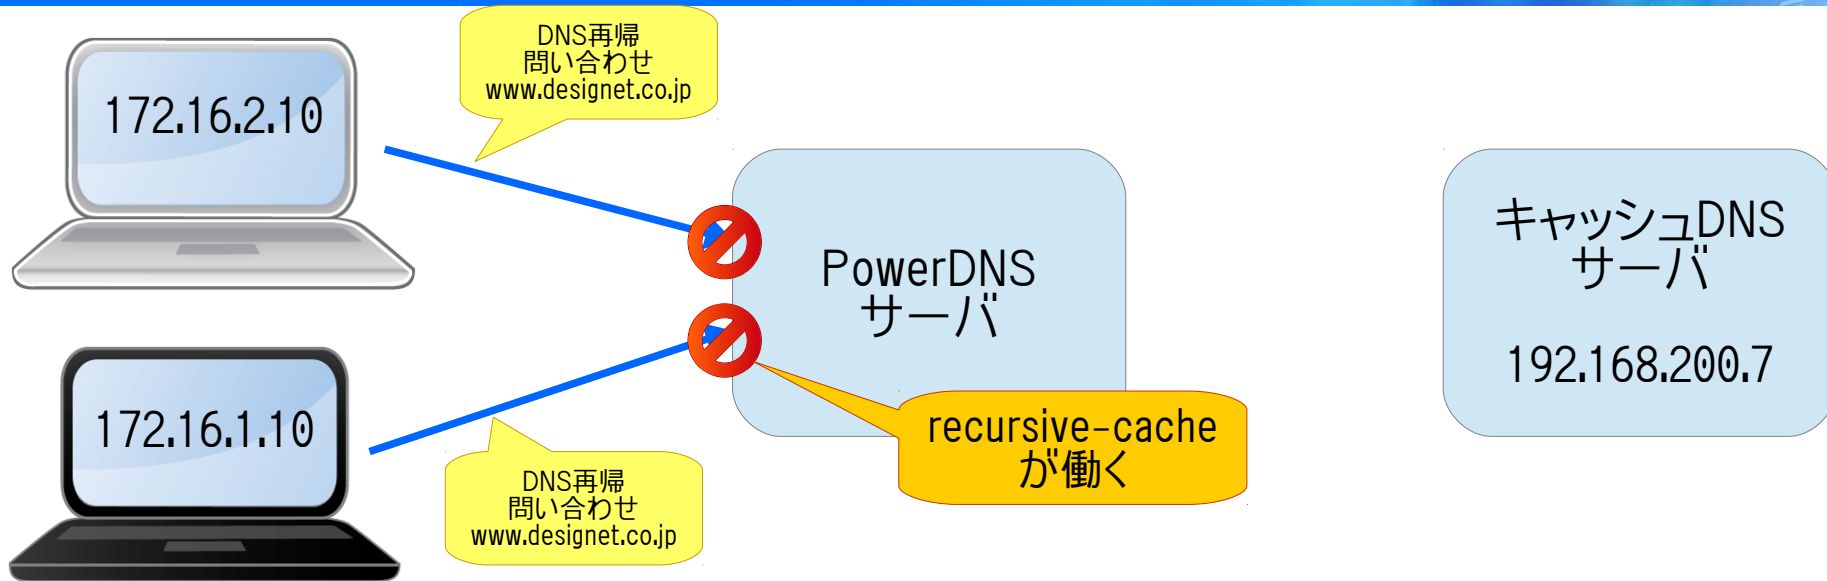 DNS再帰
問い合わせ
www.designet.co.jp
172.16.2.10
PowerDNS
サーバ
キャッシュDNS
サーバ
192.168.200.7
172.16.1.10
recursive-cache
が働く
DNS再帰
問い合わせ
www.designet.co.jp